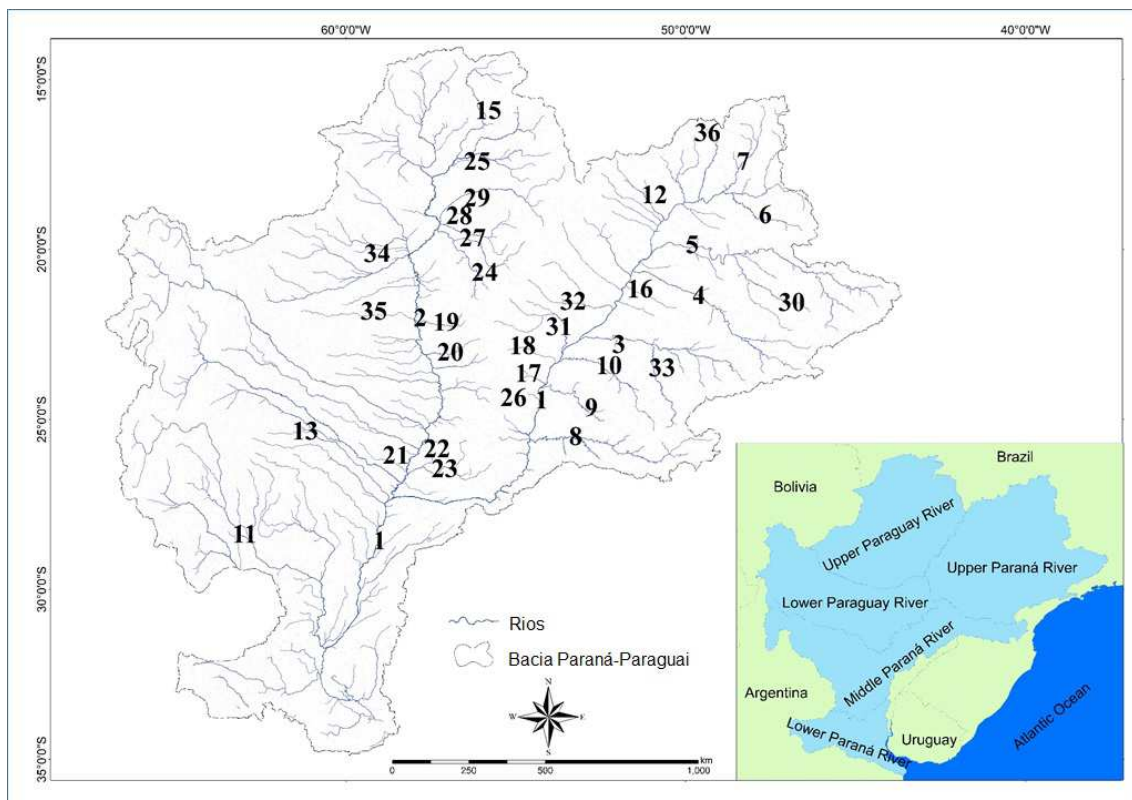 60°0'0"W 50°0'0"W 40°0'0"W
15°0'0"S
20°0'0"S
25°0'0"S
30°0'0"S
35°0'0"S
15
36
25
7
29
12
28
6
27
5
34
24
16
4
30
32
35
2
19
31
18
3
20
10
33
17
26
1
9
13
8
22
21
23
11
1
Rios
Bacia Paraná-Paraguai
N
W E
S
0 250 500 1,000
km
Brazil
Bolivia
Upper Paraguay River
Upper Paraná River
Lower Paraguay River
Middle Paraná River
Argentina
Atlantic Ocean
Lower Paraná River
Uruguay